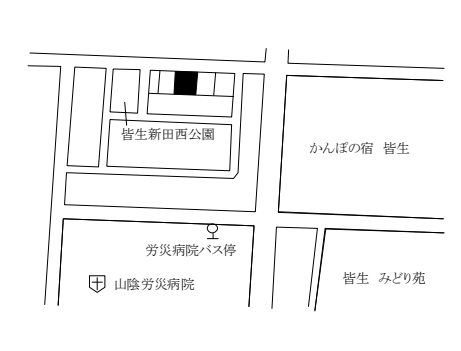 皆生新田西公園
かんぽの宿　皆生
労災病院バス停
山陰労災病院
皆生　みどり苑